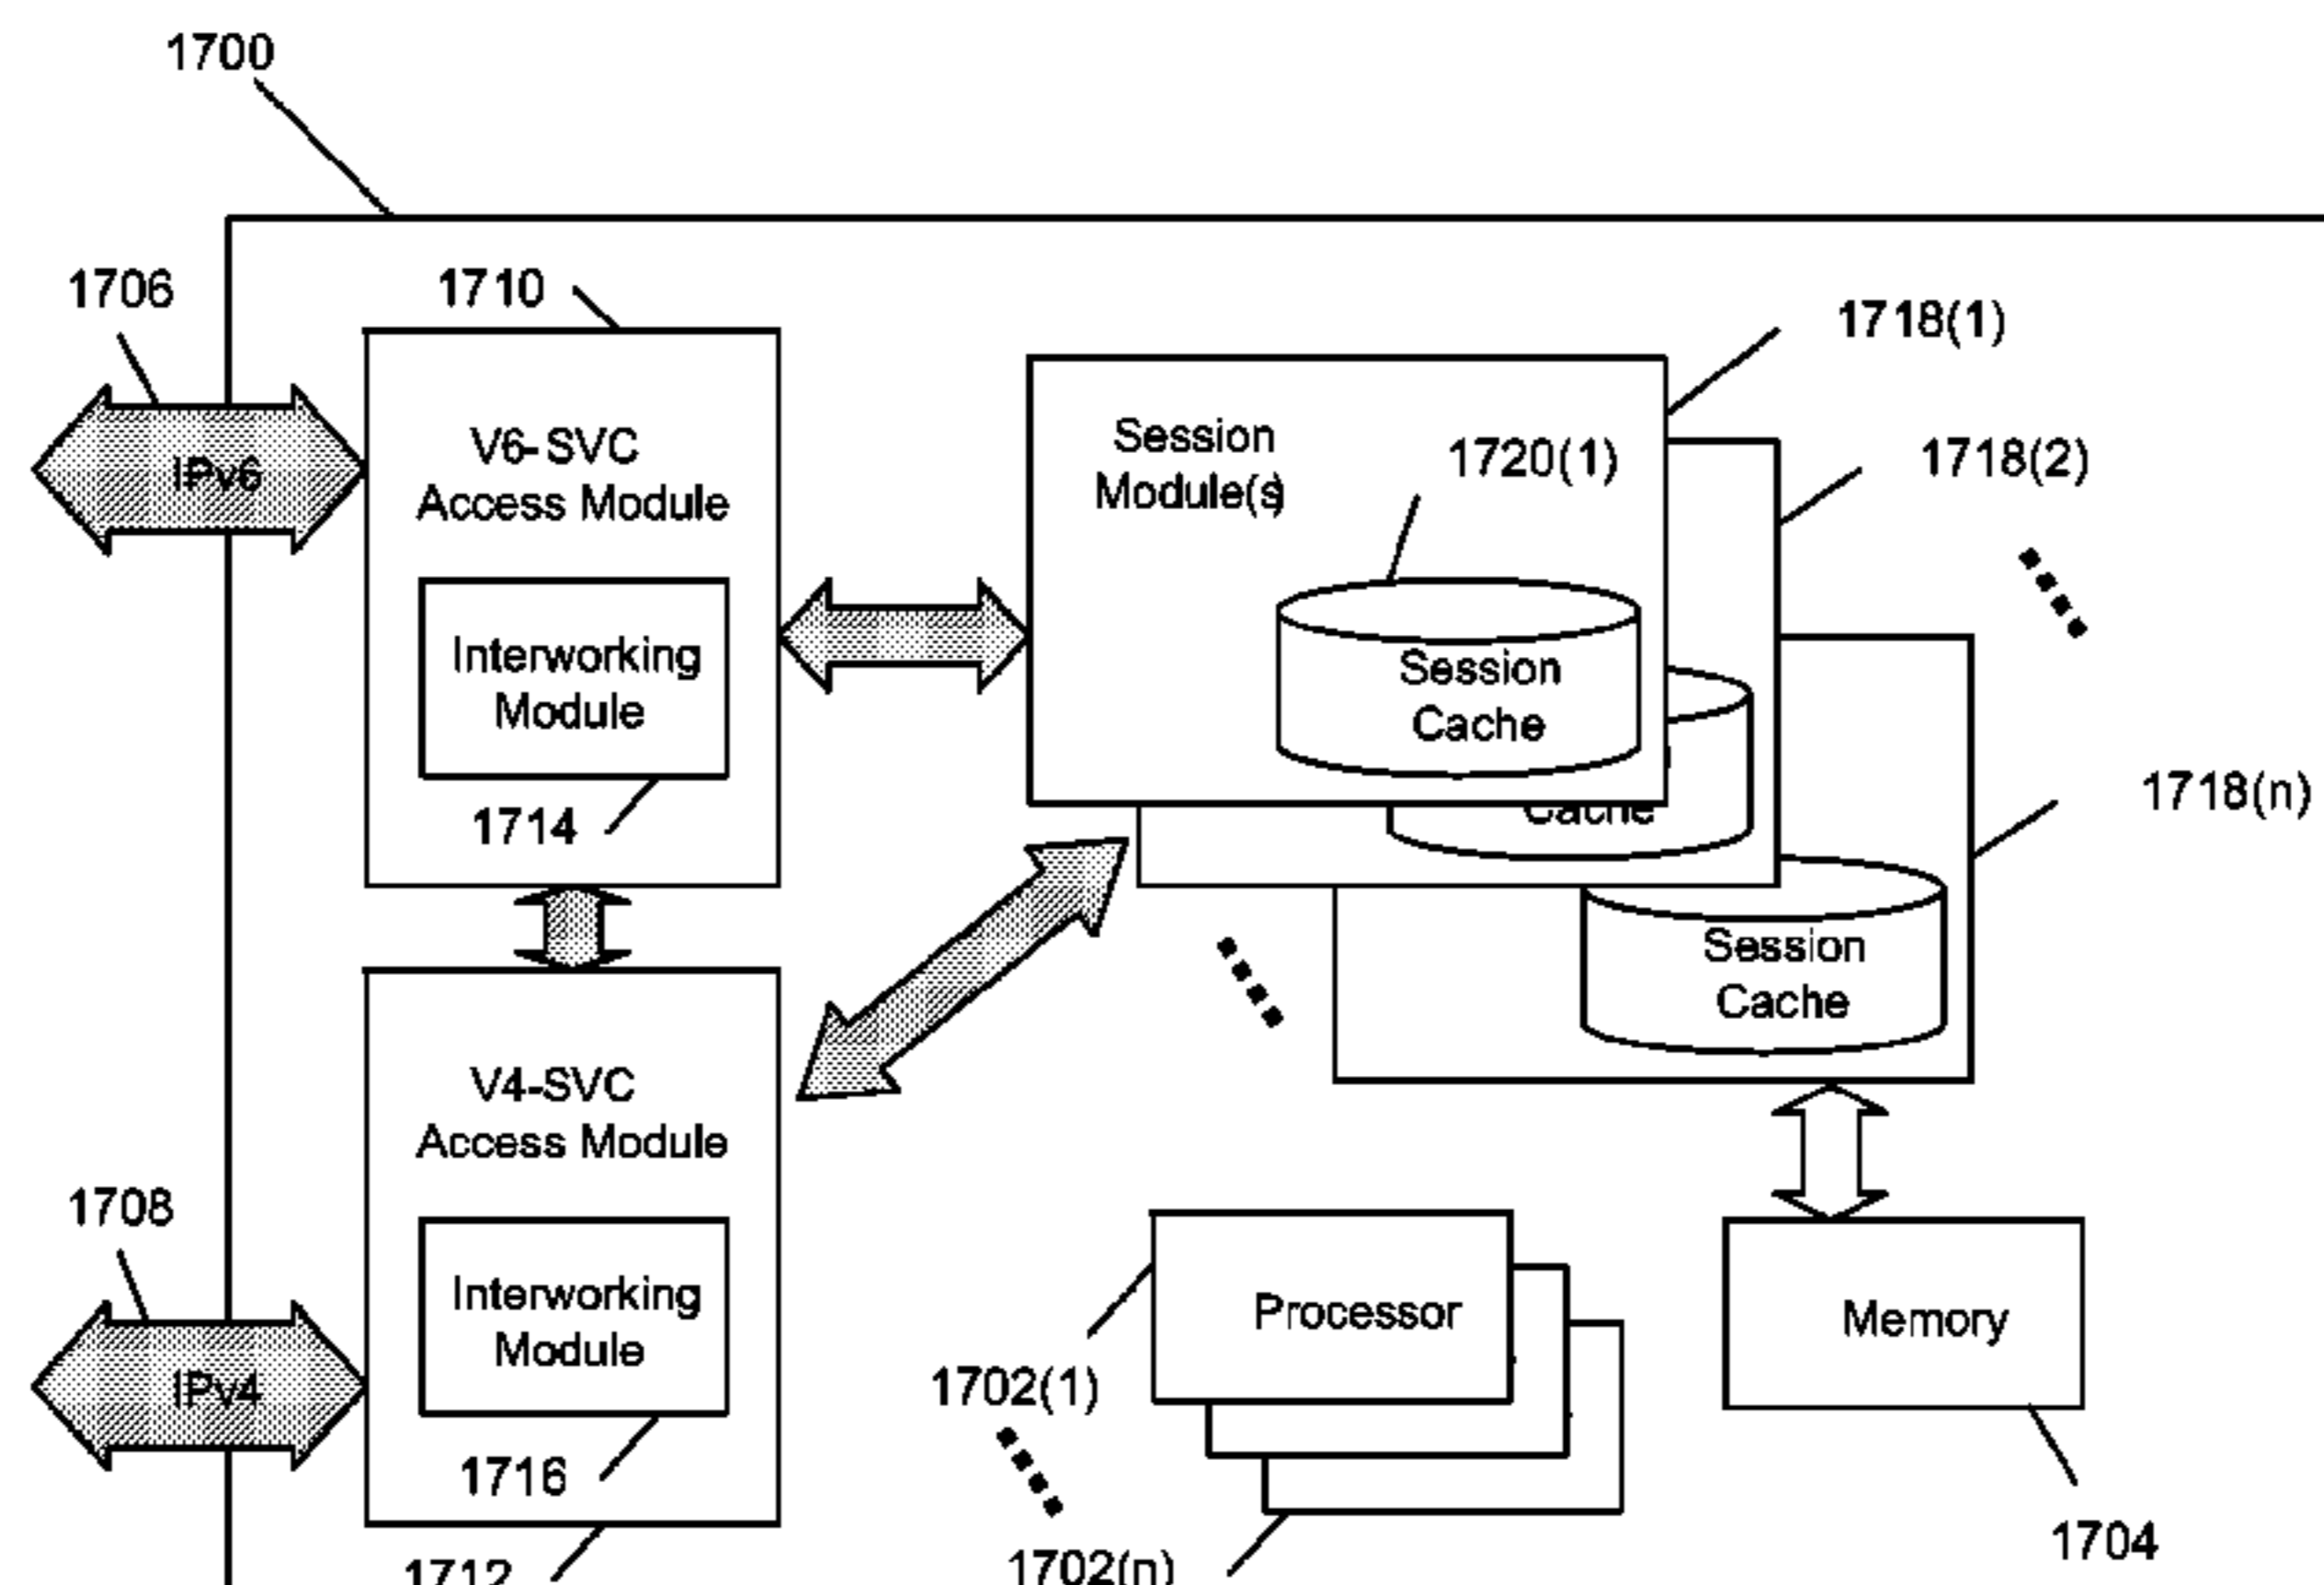 1700
1706
1710
1718(1)
V6-SVC
Access Module
Session
Module(s)
1720(1)
1718(2)
IPv6
Interworking
Module
Session
Cache
1714
Cache
1718(n)
Session
Cache
V4-SVC
Access Module
1708
Interworking
Module
Processor
Memory
IPv4
1702(1)
1716
1704
1712
1702(n)